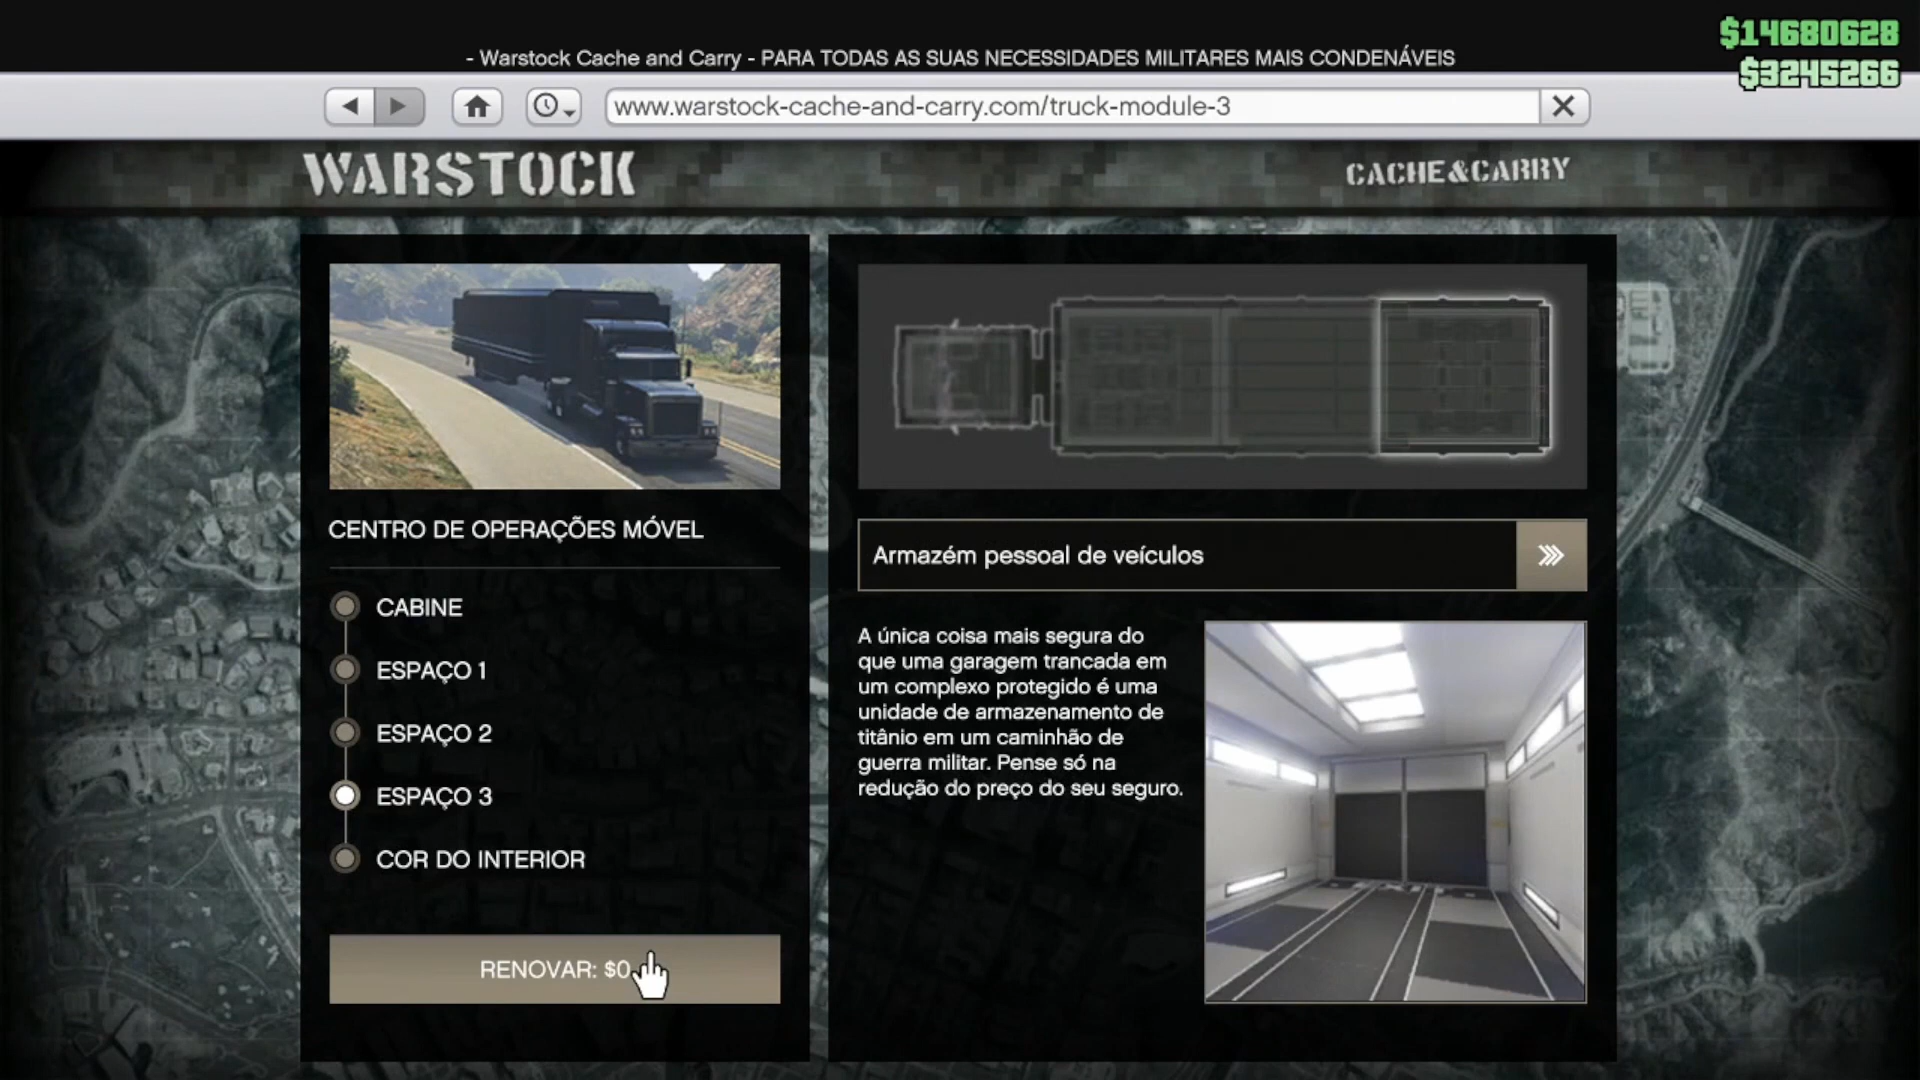 $14680628
- Warstock Cache and Carry - PARA TODAS AS SUAS NECESSIDADES MILITARES MAIS CONDENÁVEIS
$3245266
www.warstock-cache-and-carry.com/truck-module-3
WARSTOCK
CACHE&CARRY
CENTRO DE OPERAÇÕES MÓVEL
CABINE
ESPAÇO 1
ESPAÇO 2
ESPAÇO 3
COR DO INTERIOR
RENOVAR: $0
Armazém pessoal de veículos
A única coisa mais segura do
que uma garagem trancada em
um complexo protegido é uma
unidade de armazenamento de
titânio em um caminhão de
guerra militar. Pense só na
redução do preço do seu seguro.